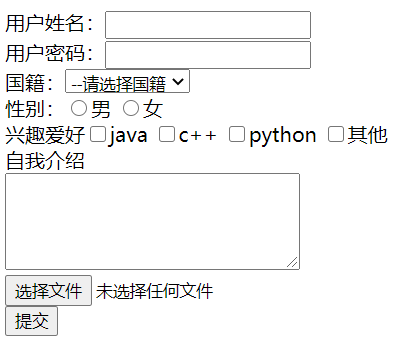 用户姓名：
用户密码：
国籍：--请选择国籍
性别： 男 女
兴趣爱好 java c++ python 其他
自我介绍
选择文件 未选择任何文件
提交